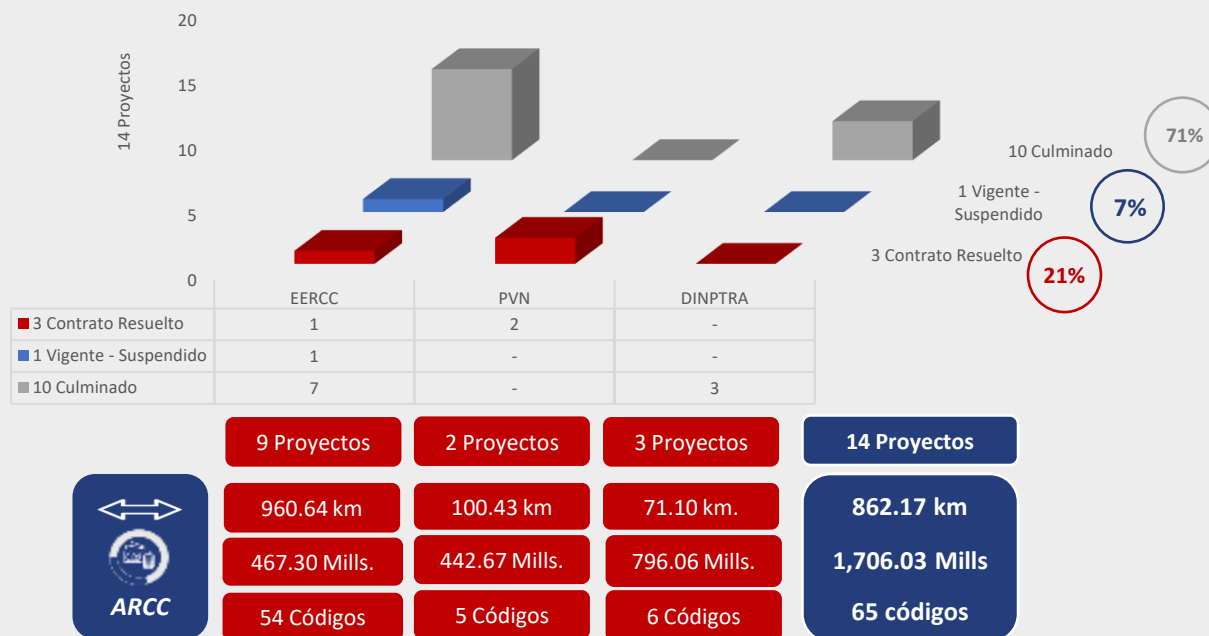 20
15
10
5
0
14 Proyectos
10 Culminado
71%
1 Vigente -
Suspendido
7%
3 Contrato Resuelto
21%
EERCC PVN DINPTRA
3 Contrato Resuelto 1 2 -
1 Vigente - Suspendido 1 - -
10 Culminado 7 - 3
9 Proyectos 2 Proyectos 3 Proyectos 14 Proyectos
960.64 km 100.43 km 71.10 km. 862.17 km
467.30 Mills. 442.67 Mills. 796.06 Mills. 1,706.03 Mills
ARCC
54 Códigos 5 Códigos 6 Códigos 65 códigos